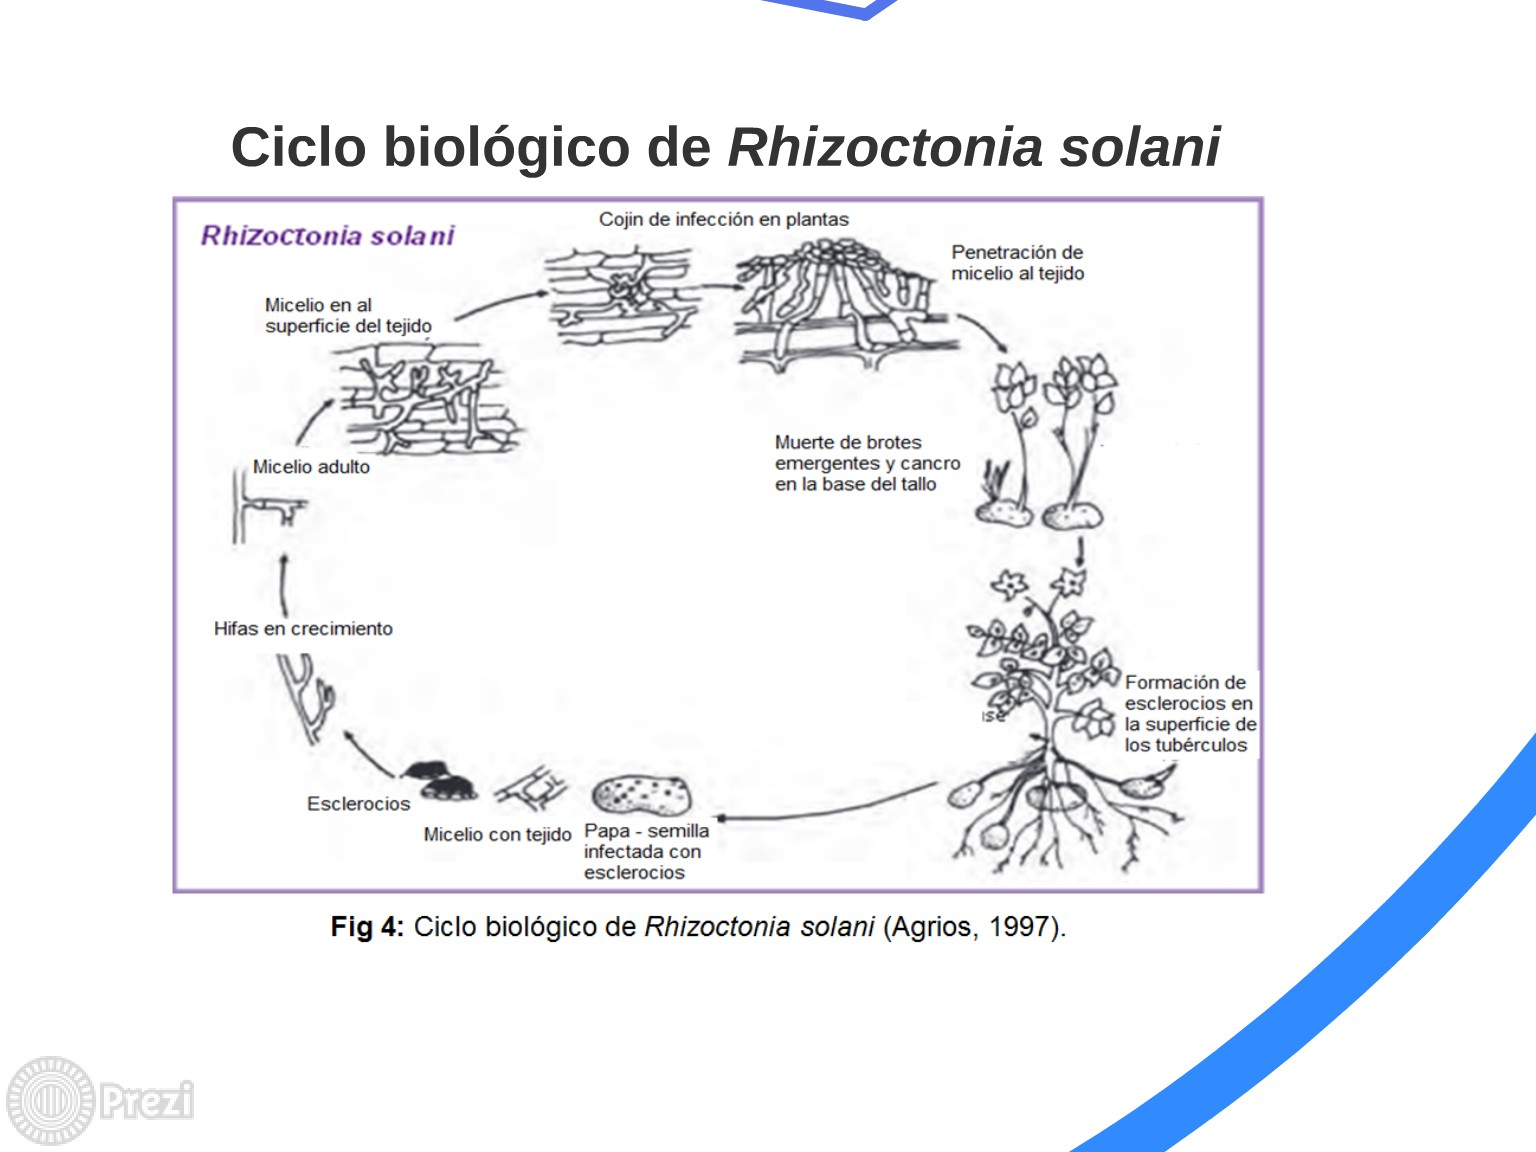 Ciclo biológico de Rhizoctonia solani
Rhizoctonia solani
Cojin de infección en plantas
Penetración de
micelio al tejido
Micelio en al
superficie del tejido
Muerte de brotes
emergentes y cancro
en la base del tallo
Micelio adulto
Hifas en crecimiento
Formación de
esclerocios en
la superficie de
los tubérculos
Esclerocios
Micelio con tejido
Papa - semilla
infectada con
esclerocios
Fig 4: Ciclo biológico de Rhizoctonia solani (Agrios, 1997).
Prezi